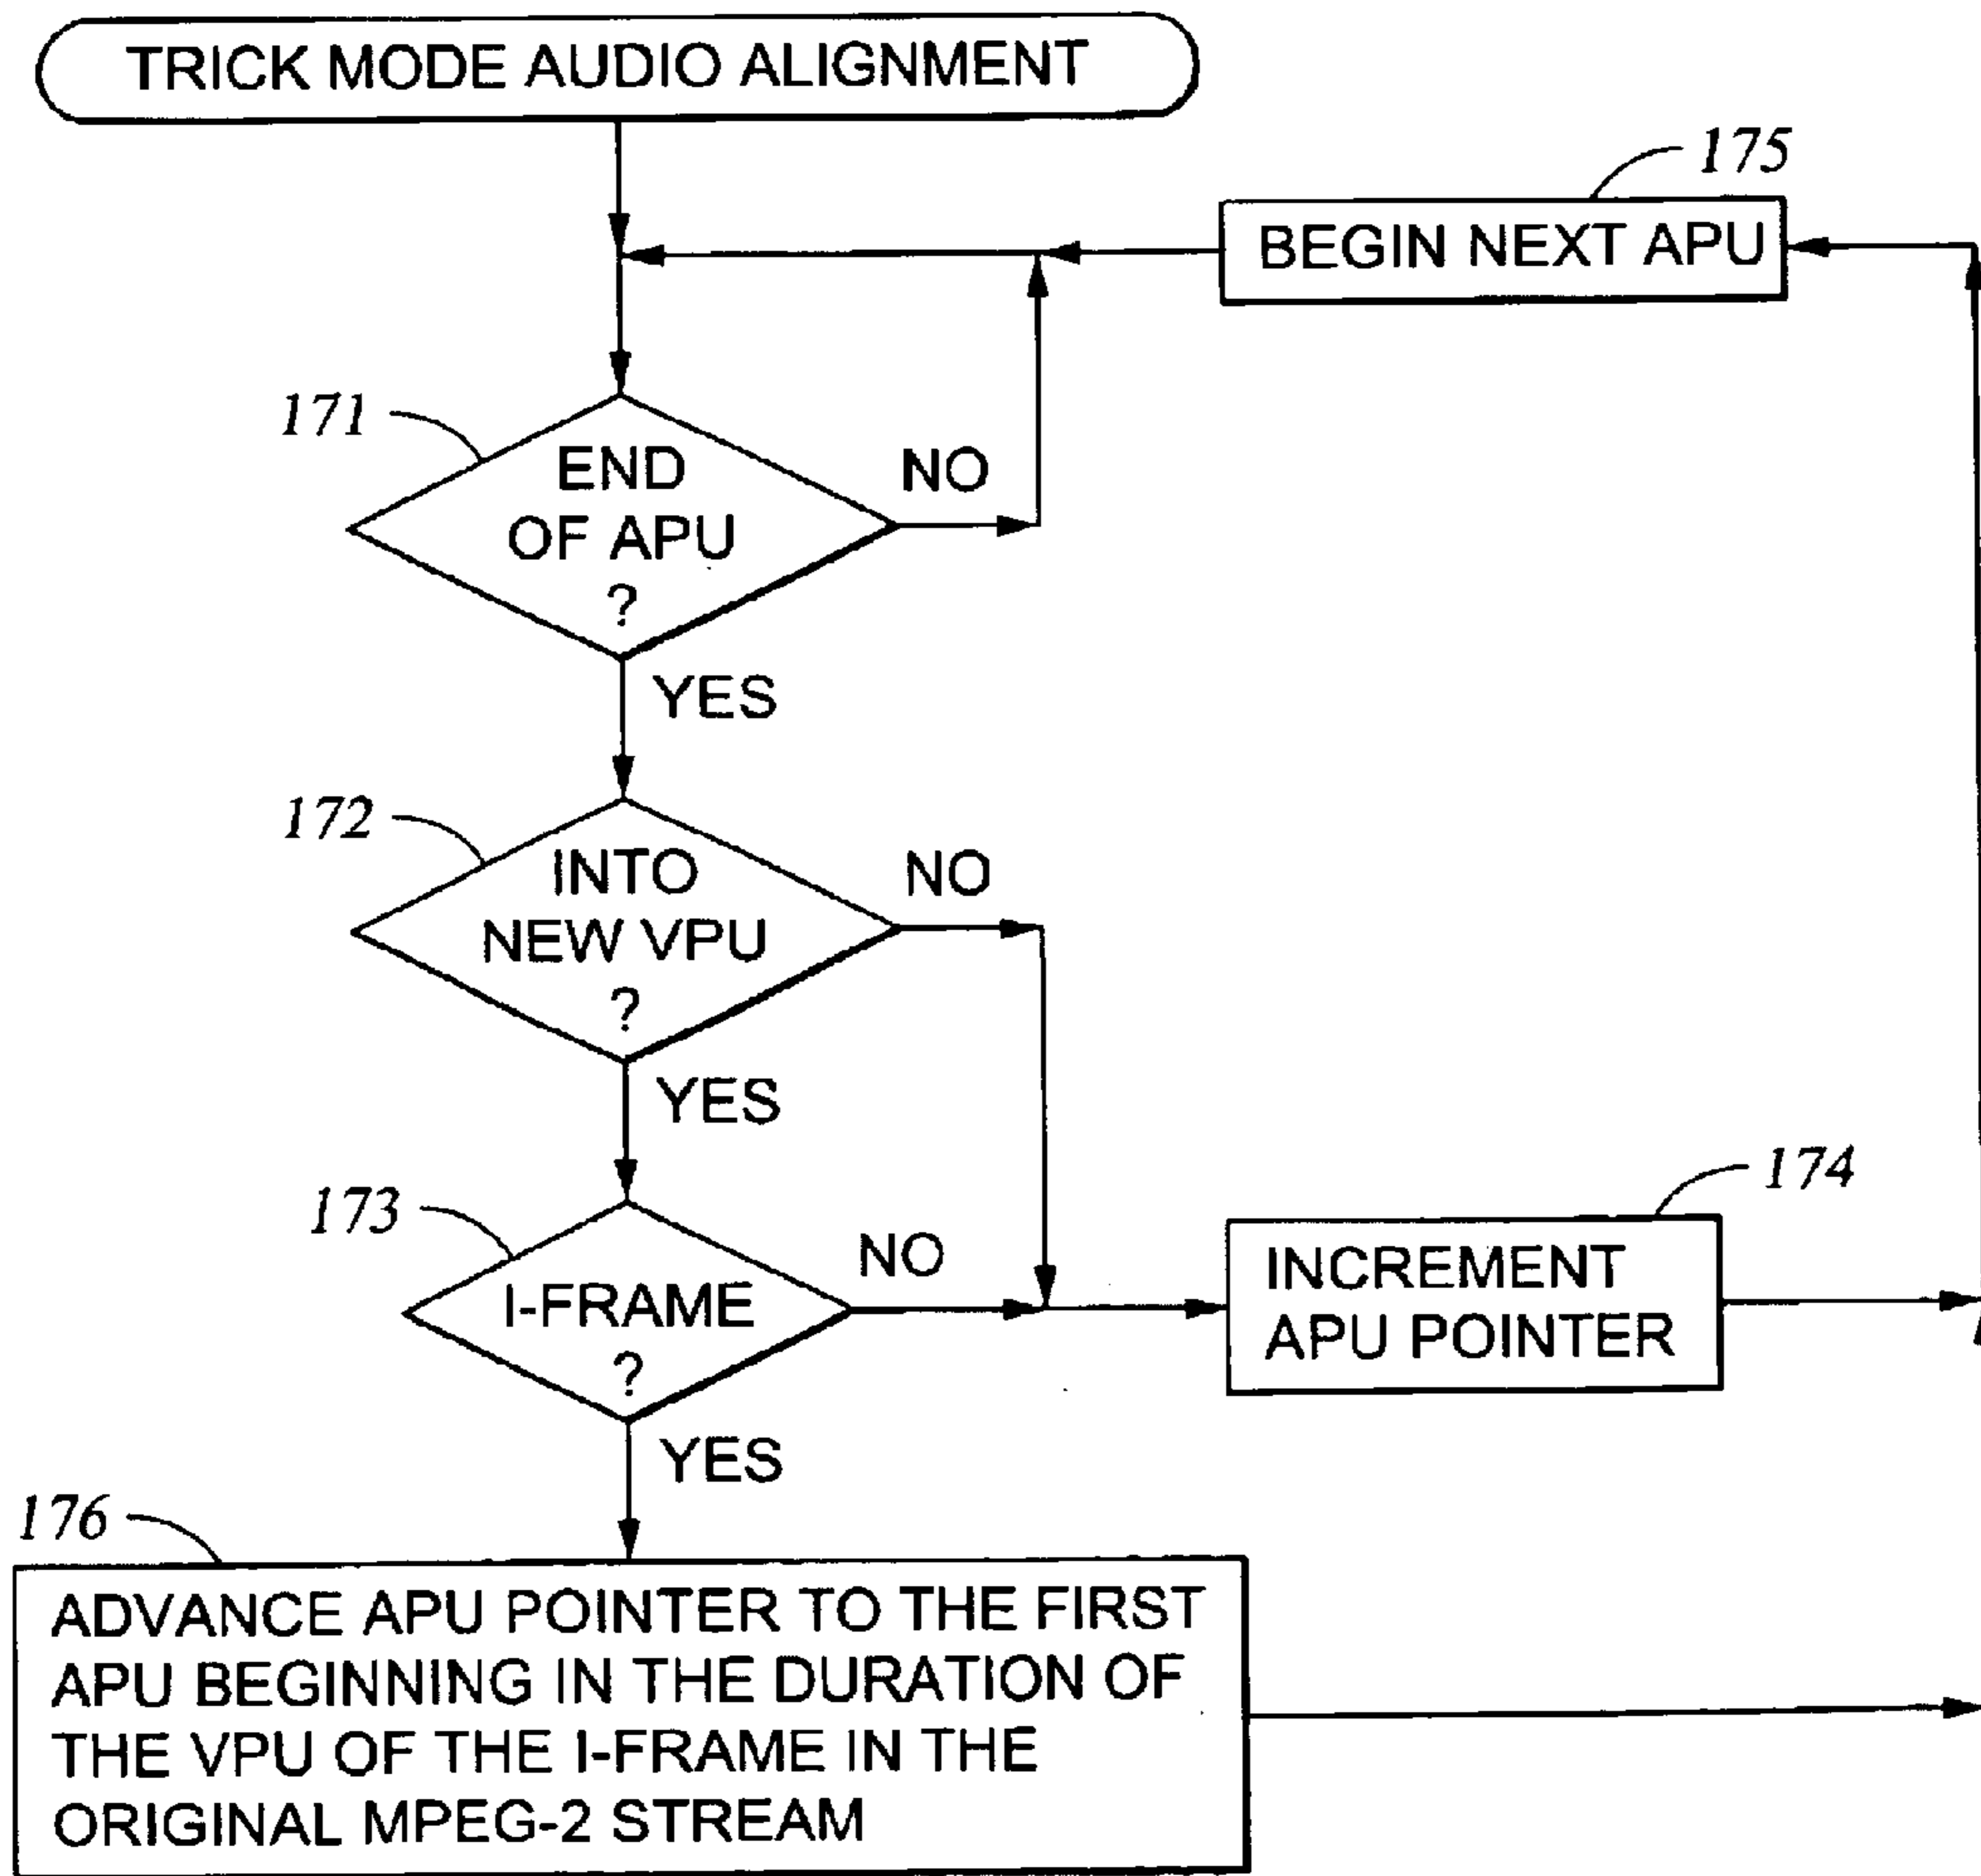 TRICK MODE AUDIO ALIGNMENT
175
BEGIN NEXT APU
171
END
OF APU
?
NO
YES
172
INTO
NEW VPU
?
NO
YES
173
I-FRAME
?
NO
174
INCREMENT
APU POINTER
YES
176
ADVANCE APU POINTER TO THE FIRST
APU BEGINNING IN THE DURATION OF
THE VPU OF THE I-FRAME IN THE
ORIGINAL MPEG-2 STREAM